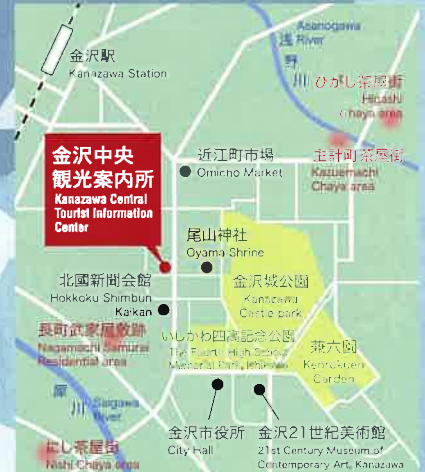 金沢駅
Kanazawa Station
Asanogawa
River
浅
野
川
ひがし茶屋街
Higashi
Chaya area
主計町茶屋街
Kazuemachi
Chaya area
近江町市場
Omicho Market
金沢中央
観光案内所
Kanazawa Central
Tourist Information
Center
尾山神社
Oyama Shrine
金沢城公園
Kanazawa
Castle park
北國新聞会館
Hokkoku Shimbun
Kaikan
長町武家屋敷跡
Nagamachi Samurai
Residential area
いしかわ四高記念公園
The Fourth High School
Memorial Park, Ishikawa
兼六園
Kenrokuen
Garden
犀
川
Saigawa
River
金沢市役所
City Hall
金沢21世紀美術館
21st Century Museum of
Contemporary Art, Kanazawa
にし茶屋街
Nishi Chaya area